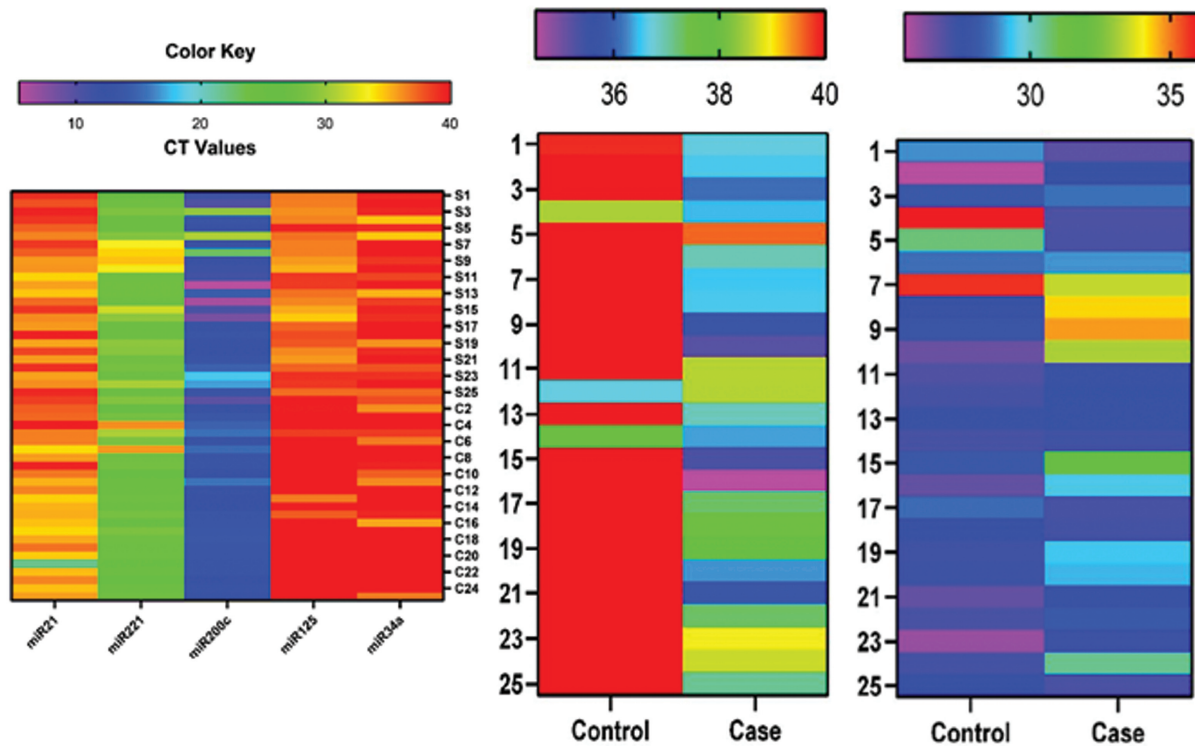 Color Key
10 20 30 40
CT Values
S1
S3
S5
S7
S9
S11
S13
S15
S17
S19
S21
S23
S25
C2
C4
C6
C8
C10
C12
C14
C16
C18
C20
C22
C24
miR21 miR221 miR200c miR125 miR34a
36 38 40
1
3
5
7
9
11
13
15
17
19
21
23
25
Control Case
30 35
1
3
5
7
9
11
13
15
17
19
21
23
25
Control Case